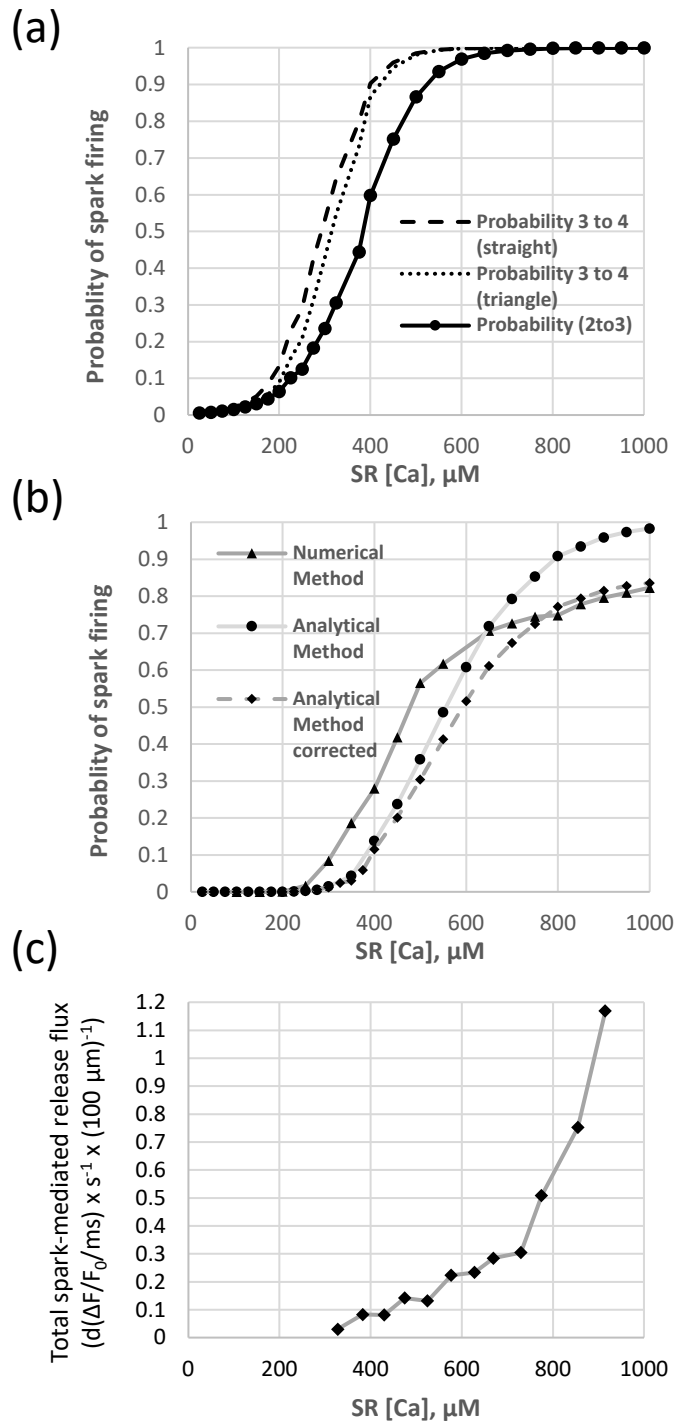 (a)
Probablity of spark firing
1
0.9
0.8
0.7
0.6
0.5
0.4
0.3
0.2
0.1
0
0 200 400 600 800 1000
SR [Ca], μM
Probability 3 to 4
(straight)
Probability 3 to 4
(triangle)
Probability (2to3)
(b)
Probablity of spark firing
1
0.9
0.8
0.7
0.6
0.5
0.4
0.3
0.2
0.1
0
0 200 400 600 800 1000
SR [Ca], μM
Numerical
Method
Analytical
Method
Analytical
Method
corrected
(c)
Total spark-mediated release flux
(d(ΔF/F0/ms) x s-1 x (100 μm)-1
1.2
1.1
1
0.9
0.8
0.7
0.6
0.5
0.4
0.3
0.2
0.1
0
0 200 400 600 800 1000
SR [Ca], μM